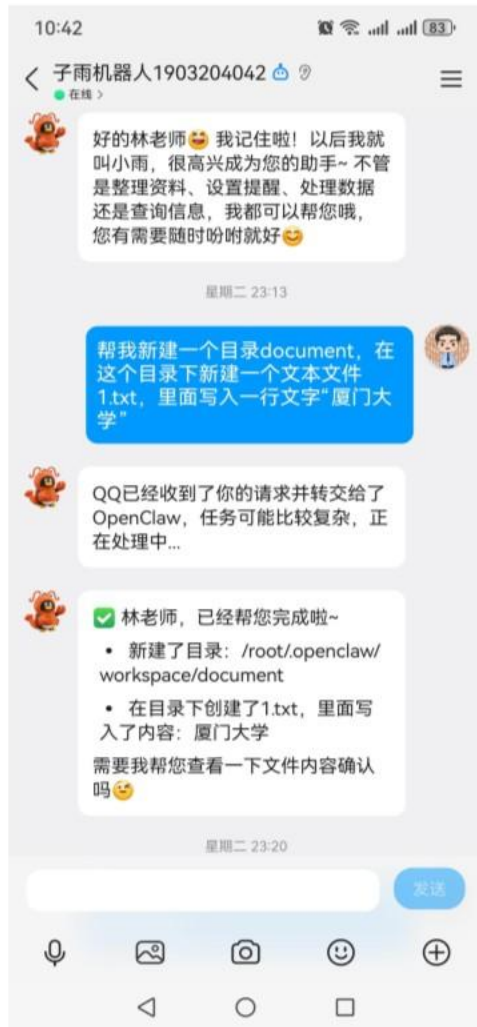 10:42
83
子雨机器人1903204042
在线 >
好的林老师😆 我记住啦！以后我就
叫小雨，很高兴成为您的助手~ 不管
是整理资料、设置提醒、处理数据
还是查询信息，我都可以帮您哦，
您有需要随时吩咐就好😊
星期二 23:13
帮我新建一个目录document，在
这个目录下新建一个文本文件
1.txt，里面写入一行文字“厦门大
学”
QQ已经收到了你的请求并转交给了
OpenClaw，任务可能比较复杂，正
在处理中...
✅ 林老师，已经帮您完成啦~
• 新建了目录：/root/.openclaw/
workspace/document
• 在目录下创建了1.txt，里面写
入了内容：厦门大学
需要我帮您查看一下文件内容确认
吗😉
星期二 23:20
发送